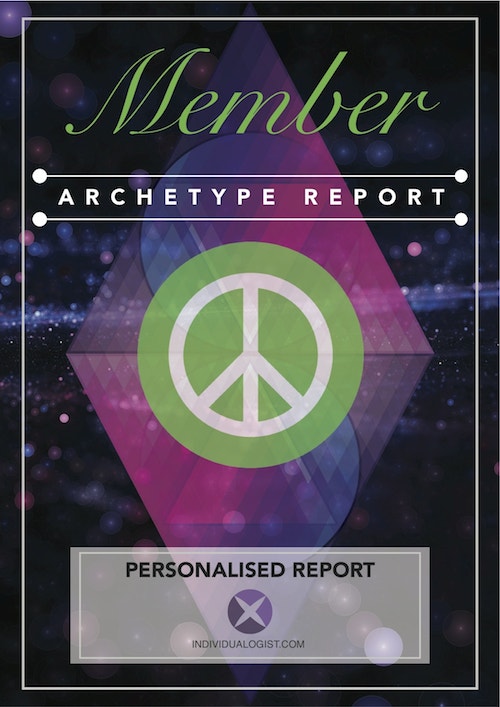 Member
ARCHETYPE REPORT
PERSONALISED REPORT
INDIVIDUALOGIST.COM